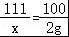 111/x = 100/2g